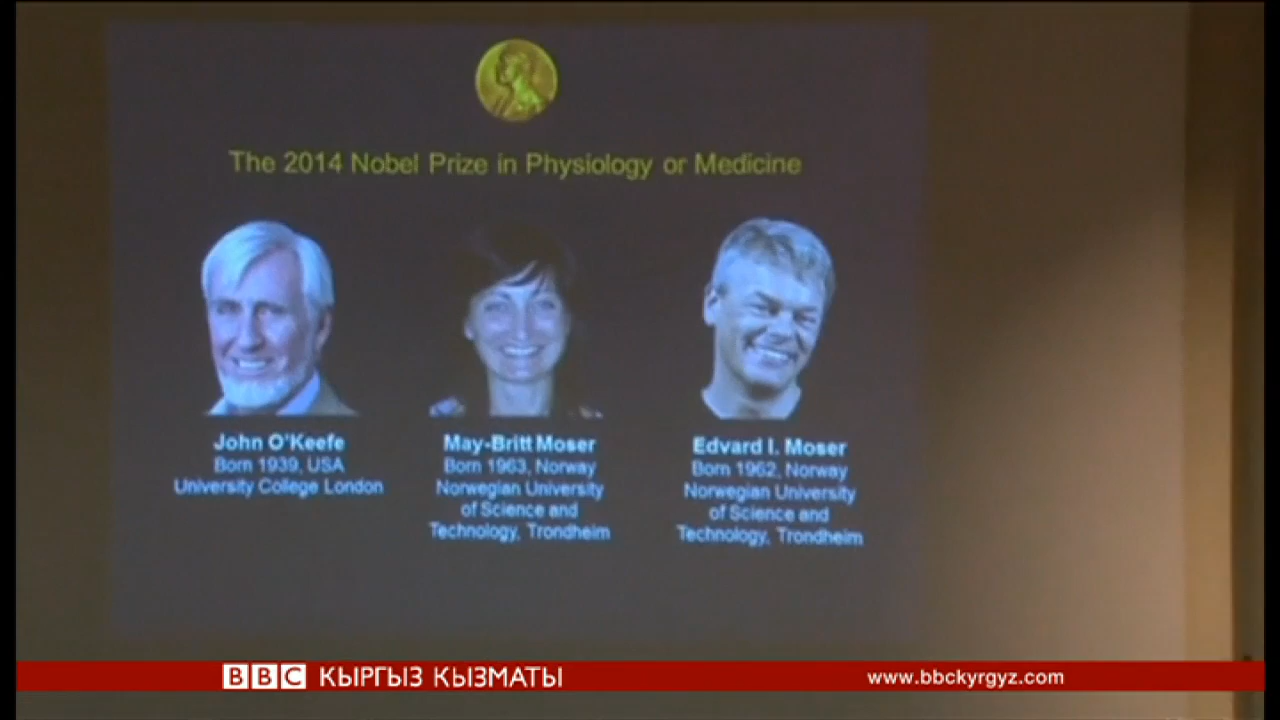 The 2014 Nobel Prize in Physiology or Medicine
John O'Keefe
Born 1939, USA
University College London
May-Britt Moser
Born 1963, Norway
Norwegian University
of Science and
Technology, Trondheim
Edvard I. Moser
Born 1962, Norway
Norwegian University
of Science and
Technology, Trondheim
BBC КЫРГЫЗ КЫЗМАТЫ
www.bbckyrgyz.com